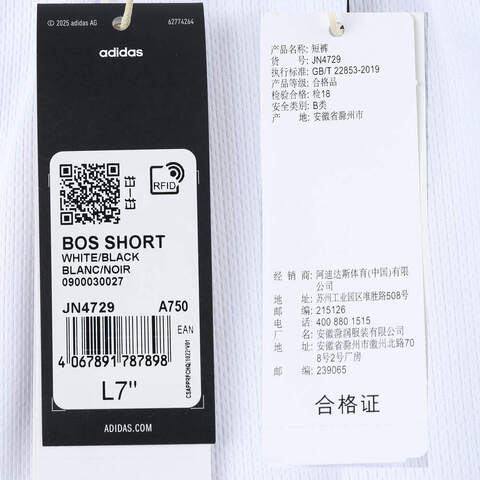 © 2025 adidas AG 62774264
adidas
RFID
BOS SHORT
WHITE/BLACK
BLANC/NOIR
0900030027
JN4729 A750
EAN
4 067891 787898
L7"
ADIDAS.COM
产品名称: 短裤
货 号: JN4729
执行标准: GB/T 22853-2019
产品等级: 合格品
检验合格: 检18
安全类别: B类
产 地: 安徽省滁州市
经 销 商: 阿迪达斯体育(中国)有限
公司
地 址: 苏州工业园区唯胜路508号
邮 编: 215126
电 话: 400 880 1515
厂 名: 安徽滁润服装有限公司
地 址: 安徽省滁州市徽州北路70
8号2号厂房
邮 编: 239065
合格证